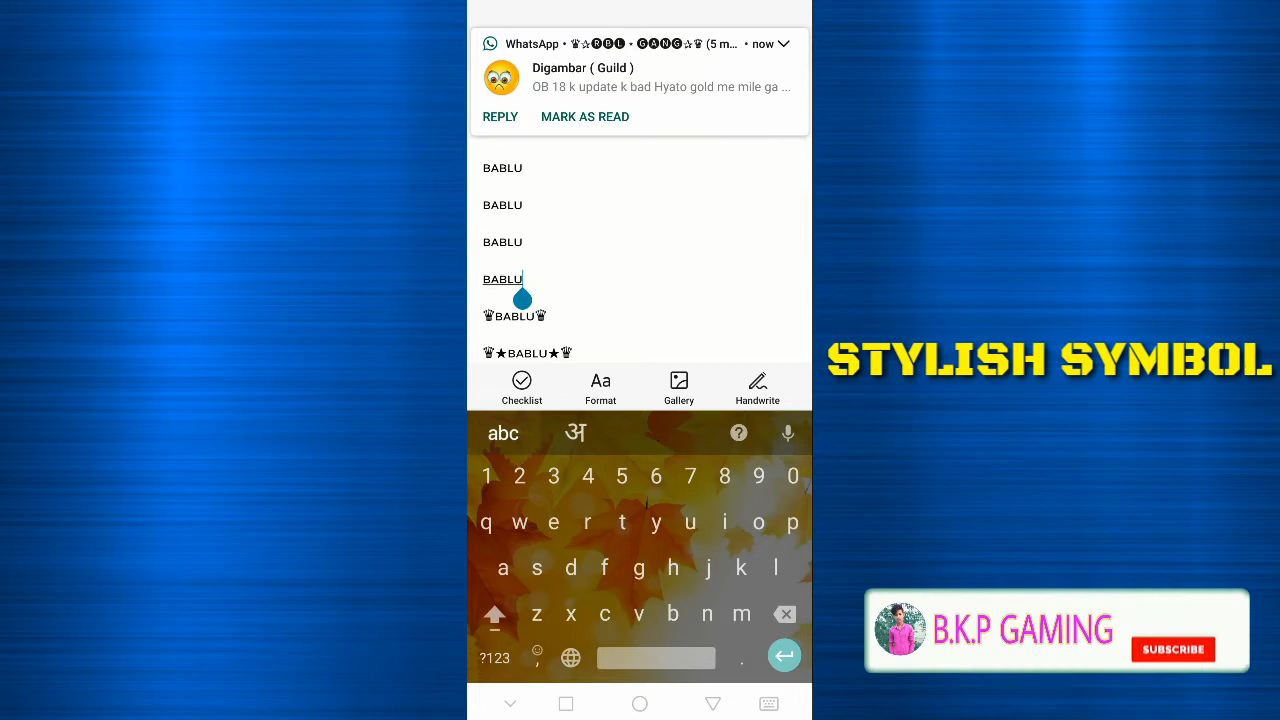 WhatsApp • ♛✰🅡🅑🅛 • 🅖🅐🅝🅖✰♛ (5 m... • now
Digambar ( Guild )
OB 18 k update k bad Hyato gold me mile ga ...
REPLY MARK AS READ
BABLU
BABLU
BABLU
BABLU
♛BABLU♛
♛★BABLU★♛
STYLISH SYMBOL
Checklist Aa Format Gallery Handwrite
abc अ ?
1 2 3 4 5 6 7 8 9 0
q w e r t y u i o p
a s d f g h j k l
z x c v b n m
?123 , .
B.K.P GAMING
SUBSCRIBE